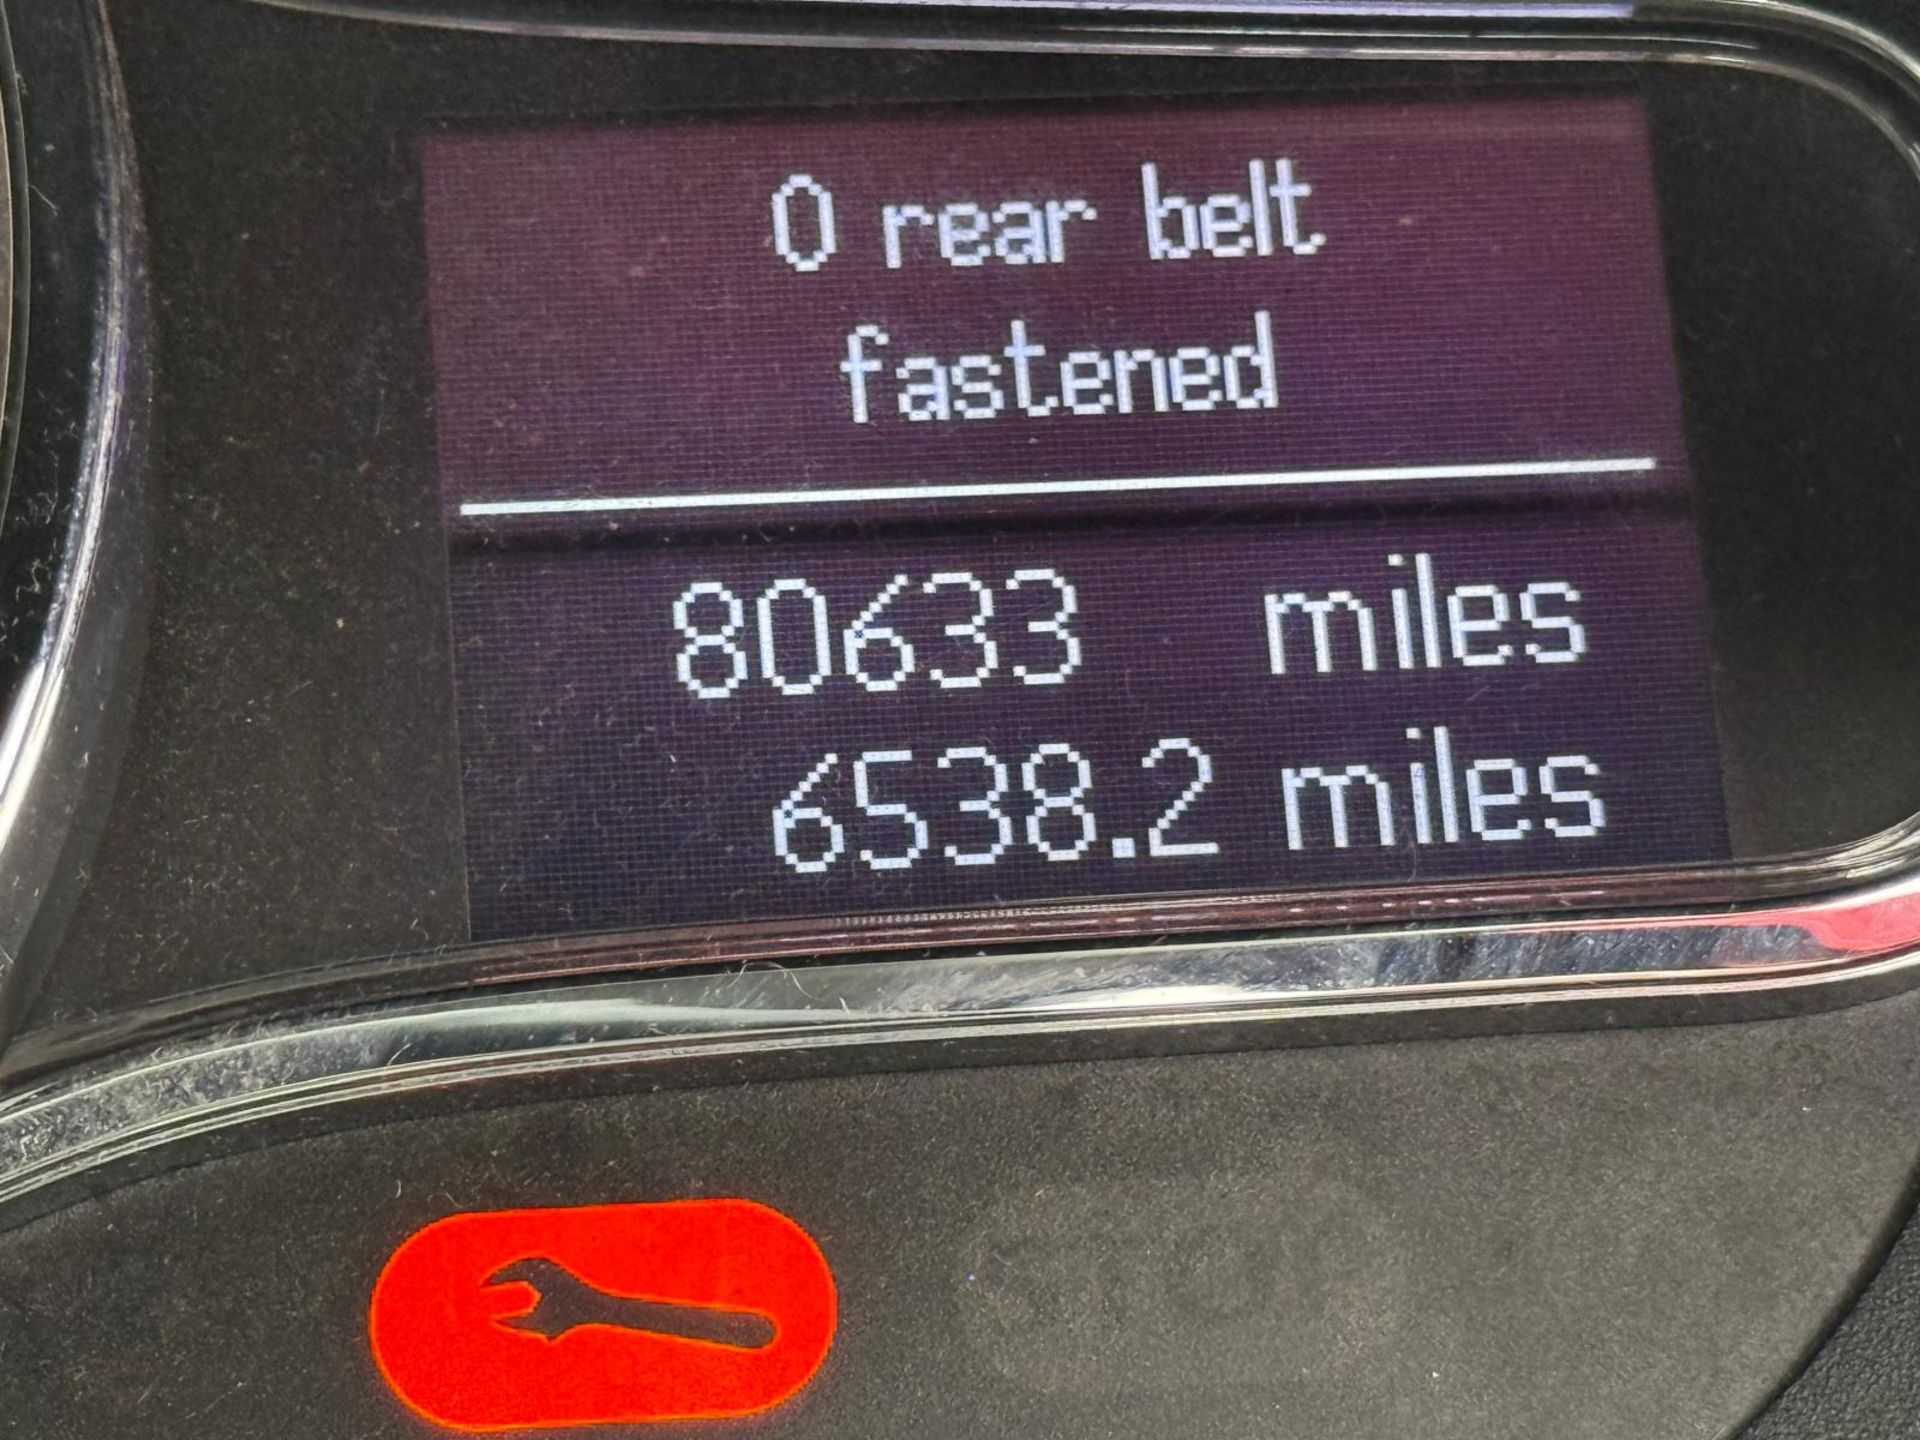 0 rear belt
fastened
80633 miles
6538.2 miles